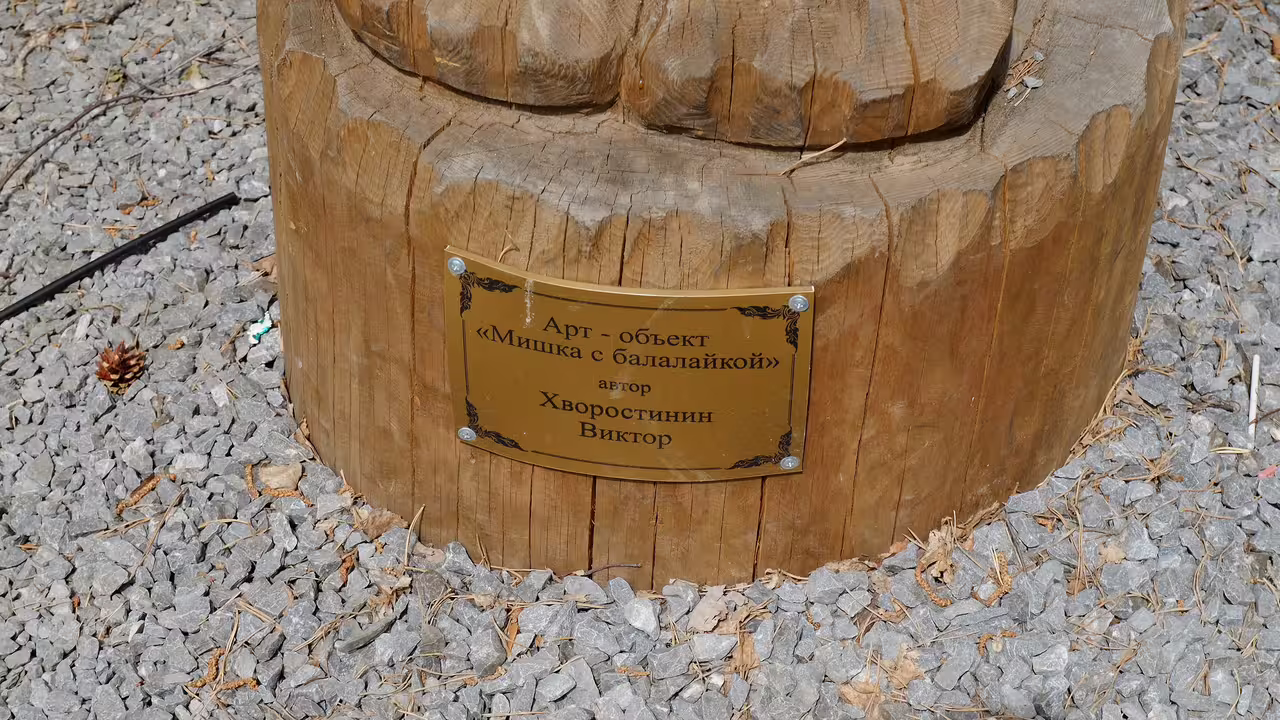 Арт - объект
«Мишка с балалайкой»
автор
Хворостинин
Виктор